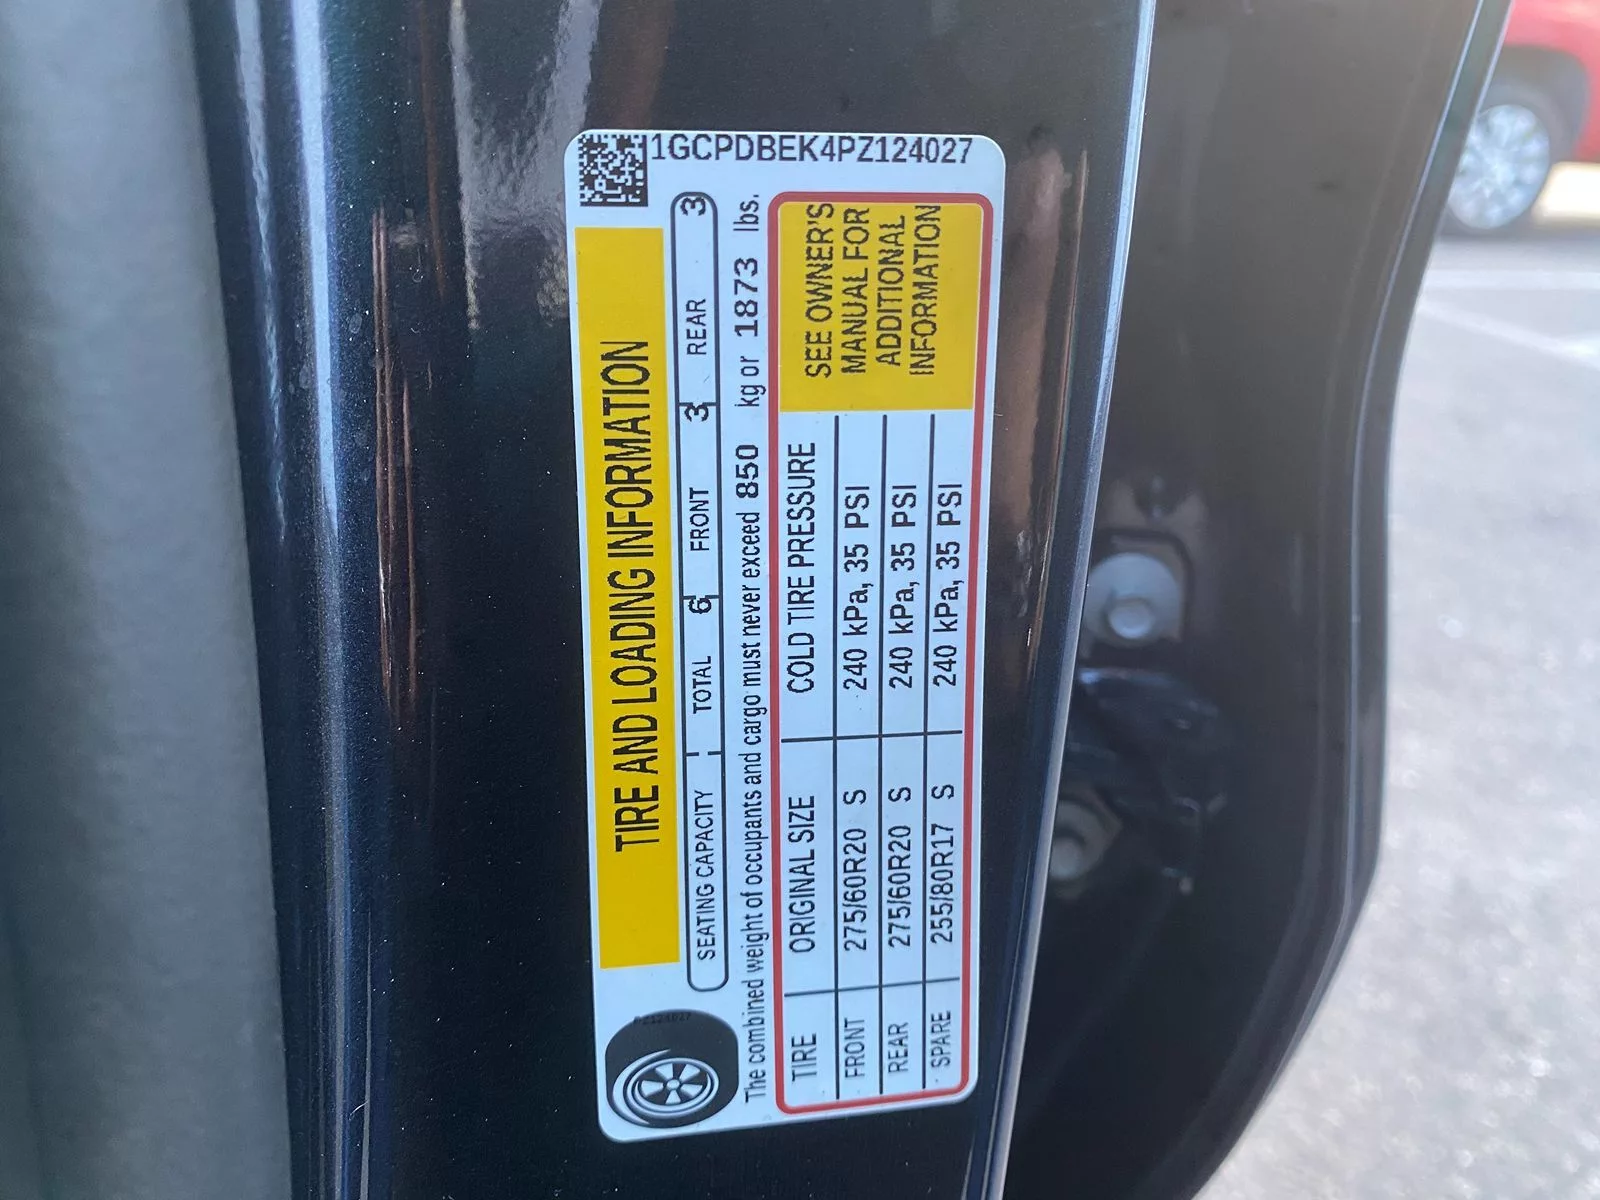 1GCPDBEK4PZ124027
TIRE AND LOADING INFORMATION
SEATING CAPACITY TOTAL 6 FRONT 3 REAR 3
The combined weight of occupants and cargo must never exceed 850 kg or 1873 lbs.
TIRE ORIGINAL SIZE COLD TIRE PRESSURE
FRONT 275/60R20 S 240 kPa, 35 PSI
REAR 275/60R20 S 240 kPa, 35 PSI
SPARE 255/80R17 S 240 kPa, 35 PSI
SEE OWNER'S
MANUAL FOR
ADDITIONAL
INFORMATION
PZ124027